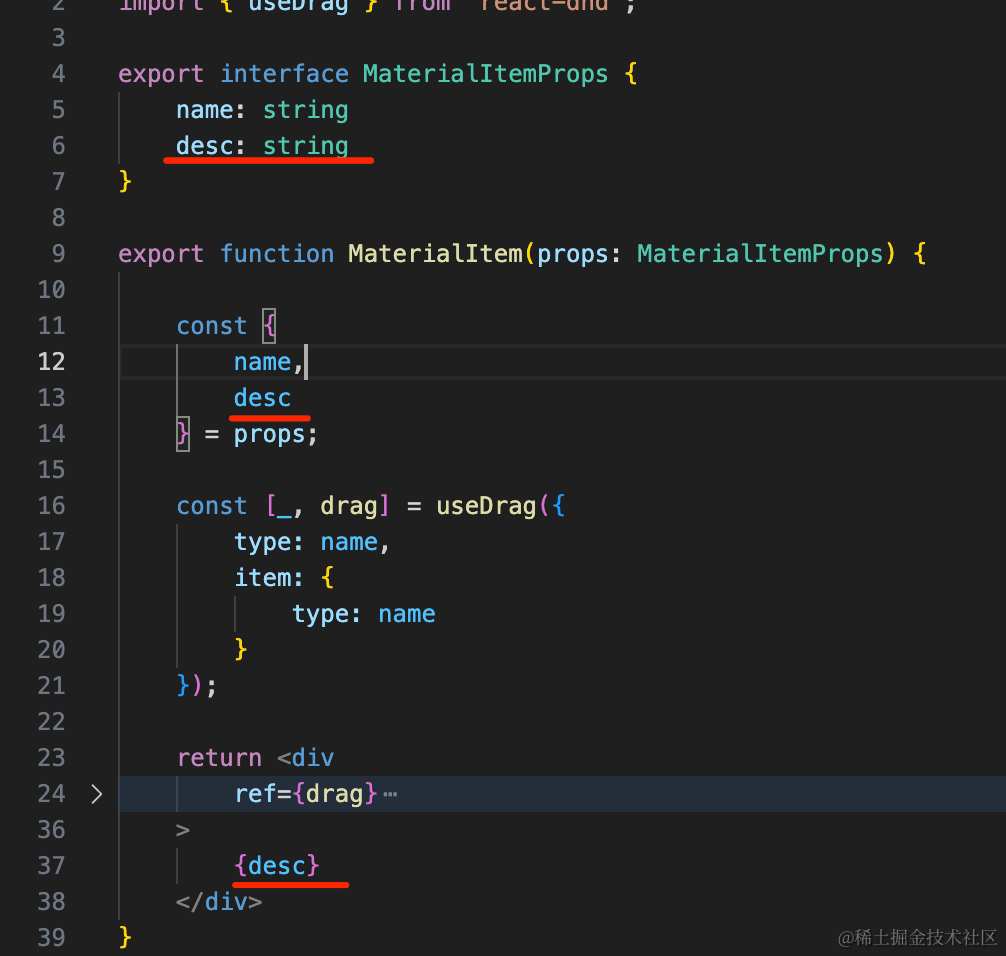 2 import { useDrag } from "react-dnd";
3
4 export interface MaterialItemProps {
5     name: string
6     desc: string
7 }
8
9 export function MaterialItem(props: MaterialItemProps) {
10
11     const {
12         name,
13         desc
14     } = props;
15
16     const [_, drag] = useDrag({
17         type: name,
18         item: {
19             type: name
20         }
21     });
22
23     return <div
24         ref={drag}⋯
36     >
37         {desc}
38     </div>
39 }
@稀土掘金技术社区